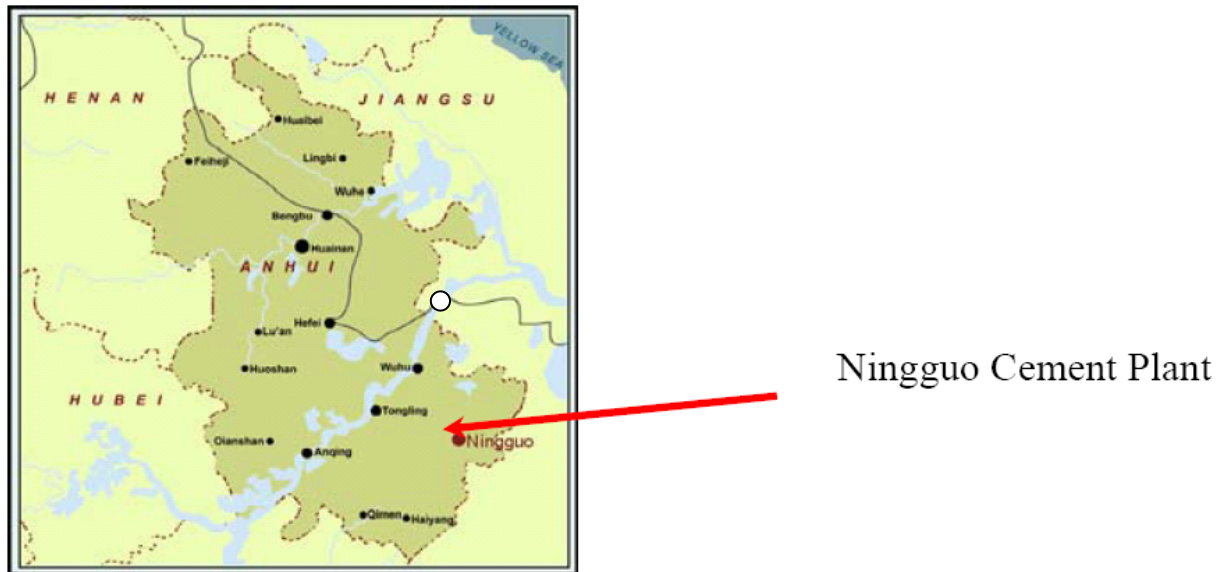 YELLOW SEA
HENAN
JIANGSU
Huaibei
Feiheji
Lingbi
Wuhe
Bengbu
Huainan
ANHUI
Hefei
Lu'an
Huoshan
Wuhu
Ningguo Cement Plant
HUBEI
Tongling
Qianshan
Anqing
Ningguo
Qimen
Haiyang